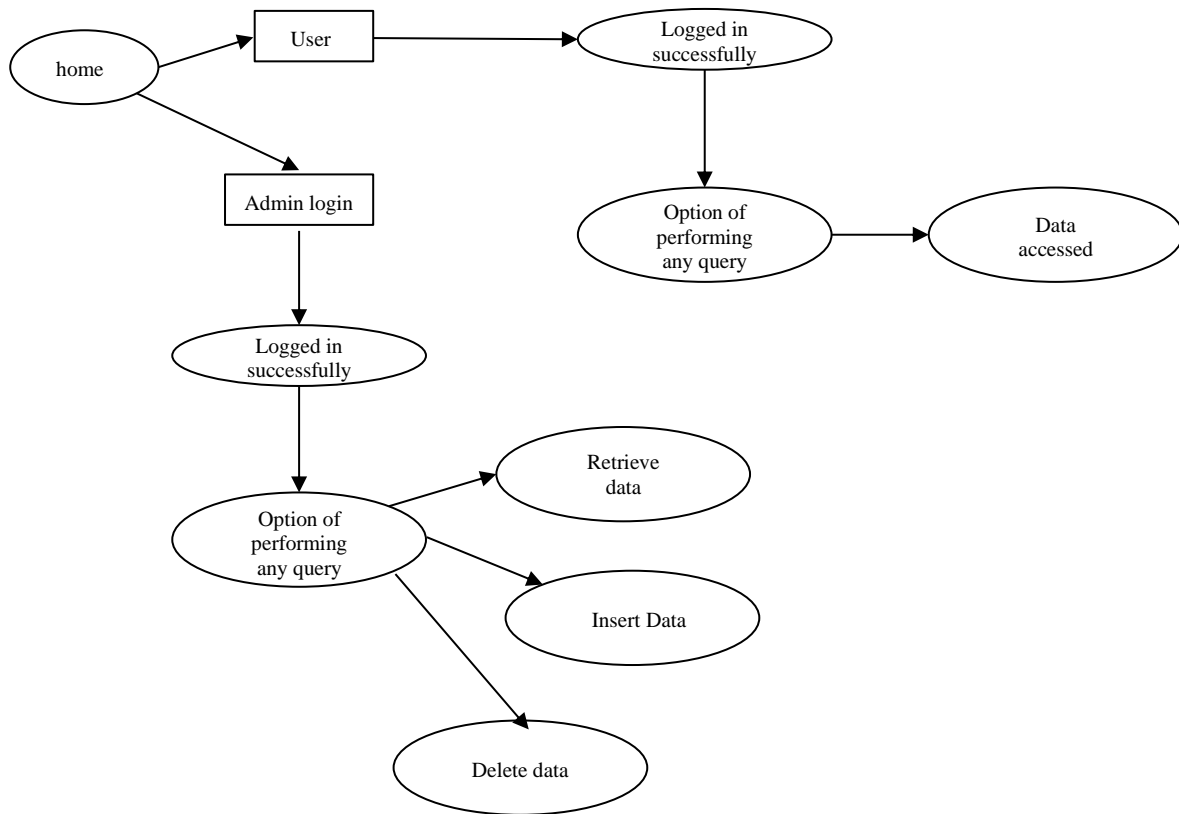 home
User
Logged in
successfully
Admin login
Option of
performing
any query
Data
accessed
Logged in
successfully
Option of
performing
any query
Retrieve
data
Insert Data
Delete data